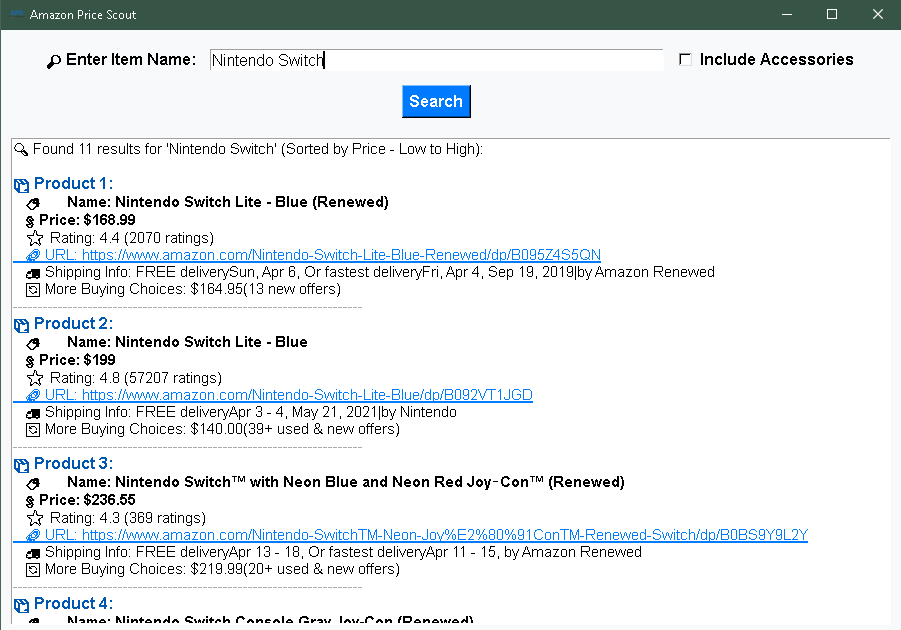 Amazon Price Scout
Enter Item Name: Nintendo Switch Include Accessories
Search
Found 11 results for 'Nintendo Switch' (Sorted by Price - Low to High):
Product 1:
Name: Nintendo Switch Lite - Blue (Renewed)
Price: $168.99
Rating: 4.4 (2070 ratings)
URL: https://www.amazon.com/Nintendo-Switch-Lite-Blue-Renewed/dp/B095Z4S5QN
Shipping Info: FREE deliverySun, Apr 6, Or fastest deliveryFri, Apr 4, Sep 19, 2019|by Amazon Renewed
More Buying Choices: $164.95(13 new offers)
Product 2:
Name: Nintendo Switch Lite - Blue
Price: $199
Rating: 4.8 (57207 ratings)
URL: https://www.amazon.com/Nintendo-Switch-Lite-Blue/dp/B092VT1JGD
Shipping Info: FREE deliveryApr 3 - 4, May 21, 2021|by Nintendo
More Buying Choices: $140.00(39+ used & new offers)
Product 3:
Name: Nintendo Switch™ with Neon Blue and Neon Red Joy‑Con™ (Renewed)
Price: $236.55
Rating: 4.3 (369 ratings)
URL: https://www.amazon.com/Nintendo-SwitchTM-Neon-Joy%E2%80%91ConTM-Renewed-Switch/dp/B0BS9Y9L2Y
Shipping Info: FREE deliveryApr 13 - 18, Or fastest deliveryApr 11 - 15, by Amazon Renewed
More Buying Choices: $219.99(20+ used & new offers)
Product 4:
Name: Nintendo Switch Console Gray Joy-Con (Renewed)